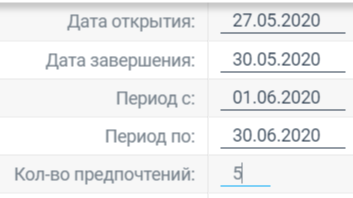 Дата открытия: 27.05.2020
Дата завершения: 30.05.2020
Период с: 01.06.2020
Период по: 30.06.2020
Кол-во предпочтений: 5